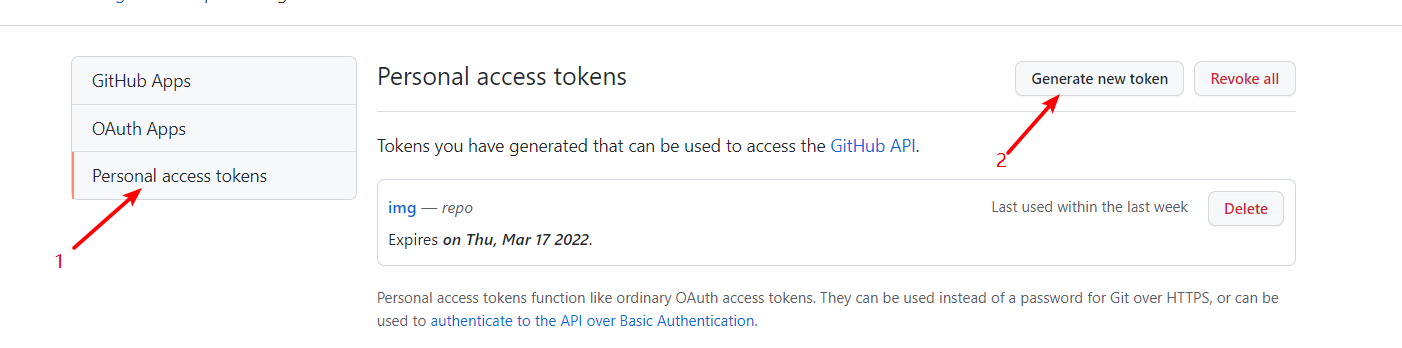 GitHub Apps
OAuth Apps
Personal access tokens
1
Personal access tokens
Generate new token
Revoke all
Tokens you have generated that can be used to access the GitHub API.
2
img — repo
Last used within the last week
Delete
Expires on Thu, Mar 17 2022.
Personal access tokens function like ordinary OAuth access tokens. They can be used instead of a password for Git over HTTPS, or can be
used to authenticate to the API over Basic Authentication.